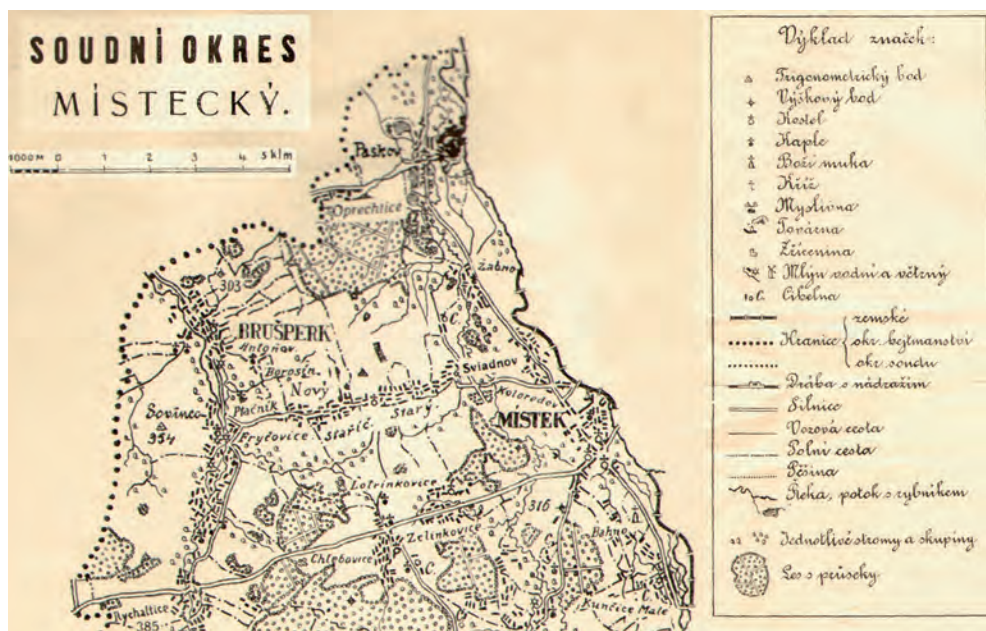 SOUDNÍ OKRES
MÍSTECKÝ.
1000 M 0 1 2 3 4 5 klm
Paskov
Oprechtice
Žabno
303
BRUŠPERK
Antoňov.
Borošín.
Nový
Sviadnov
Koloredov
Sovinec
354
Plačník
Starý
MÍSTEK
Fryčovice
Staříč.
Lotrinkovice
316
Zelinkovice
Bahno
Chlebovice
Rychaltice
385
Kunčice Malé
Výklad značek:
Trigonometrický bod
Výškový bod
Kostel
Kaple
Boží muka
Kříž
Myslivna
Továrna
Zřícenina
Mlýn vodní a větrný
C. Cihelna
zemské
Hranice okr. hejtmanství
okr. soudu
Dráha s nádražím
Silnice
Vozová cesta
Polní cesta
Pěšina
Řeka, potok s rybníkem
Jednotlivé stromy a skupiny
Les s průseky.